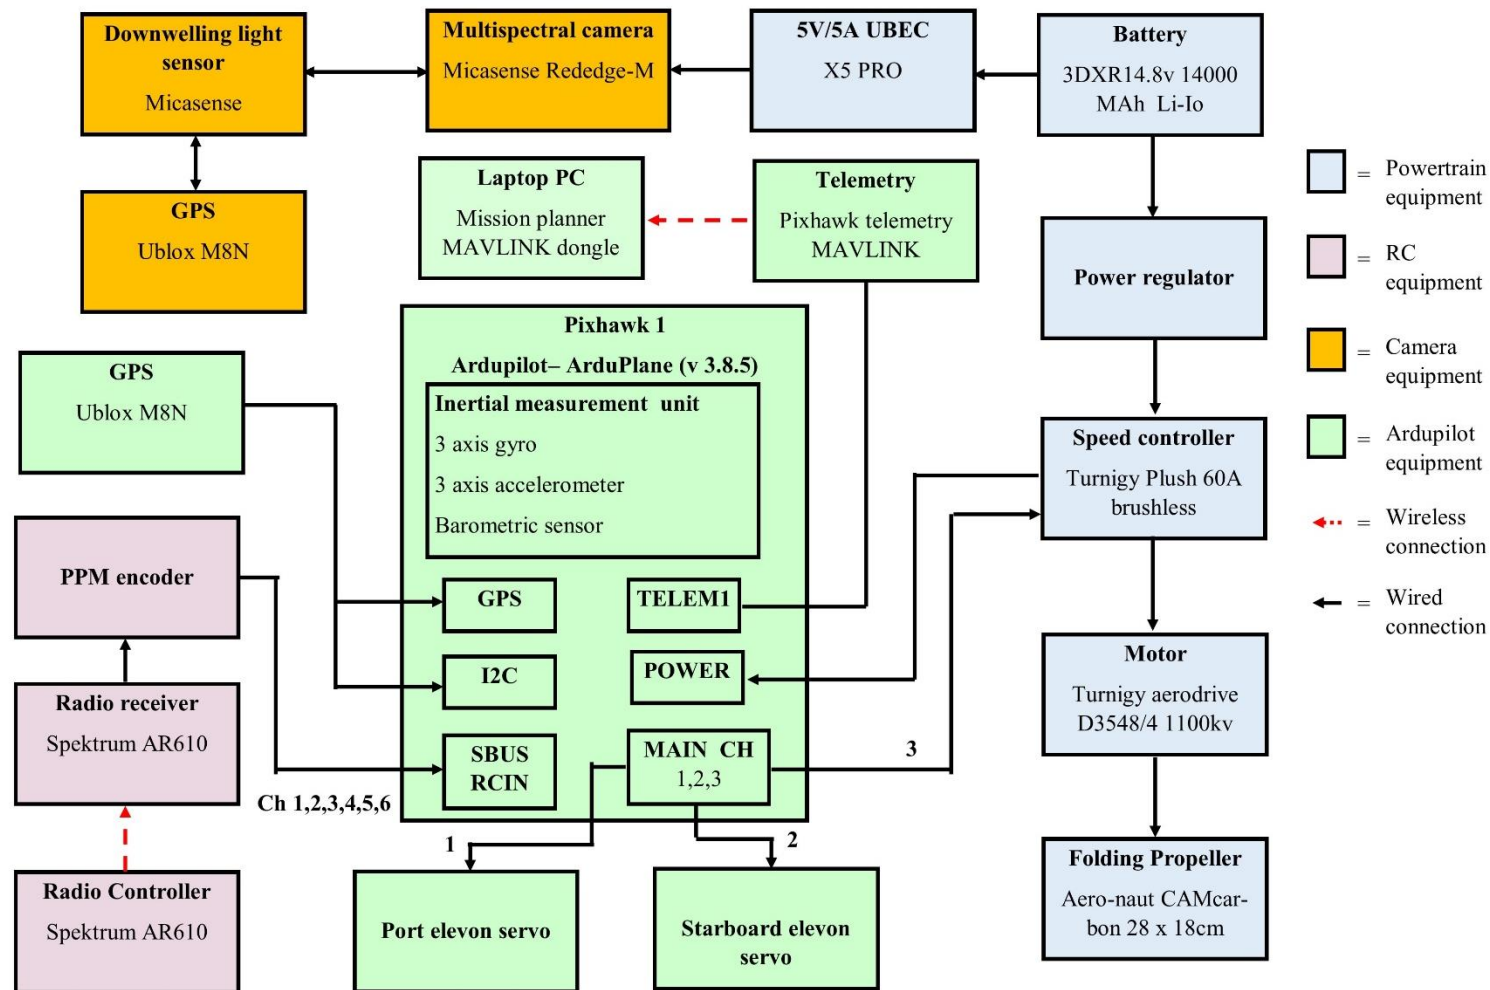 Downwelling light
sensor
Micasense
Multispectral camera
Micasense Rededge-M
5V/5A UBEC
X5 PRO
Battery
3DXR14.8v 14000
MAh Li-Io
GPS
Ublox M8N
Laptop PC
Mission planner
MAVLINK dongle
Telemetry
Pixhawk telemetry
MAVLINK
Power regulator
= Powertrain
equipment
= RC
equipment
= Camera
equipment
= Ardupilot
equipment
= Wireless
connection
= Wired
connection
GPS
Ublox M8N
Pixhawk 1
Ardupilot– ArduPlane (v 3.8.5)
Inertial measurement unit
3 axis gyro
3 axis accelerometer
Barometric sensor
GPS
I2C
SBUS
RCIN
TELEM1
POWER
MAIN CH
1,2,3
Speed controller
Turnigy Plush 60A
brushless
PPM encoder
Radio receiver
Spektrum AR610
Ch 1,2,3,4,5,6
3
1
2
Motor
Turnigy aerodrive
D3548/4 1100kv
Radio Controller
Spektrum AR610
Port elevon servo
Starboard elevon
servo
Folding Propeller
Aero-naut CAMcar-
bon 28 x 18cm